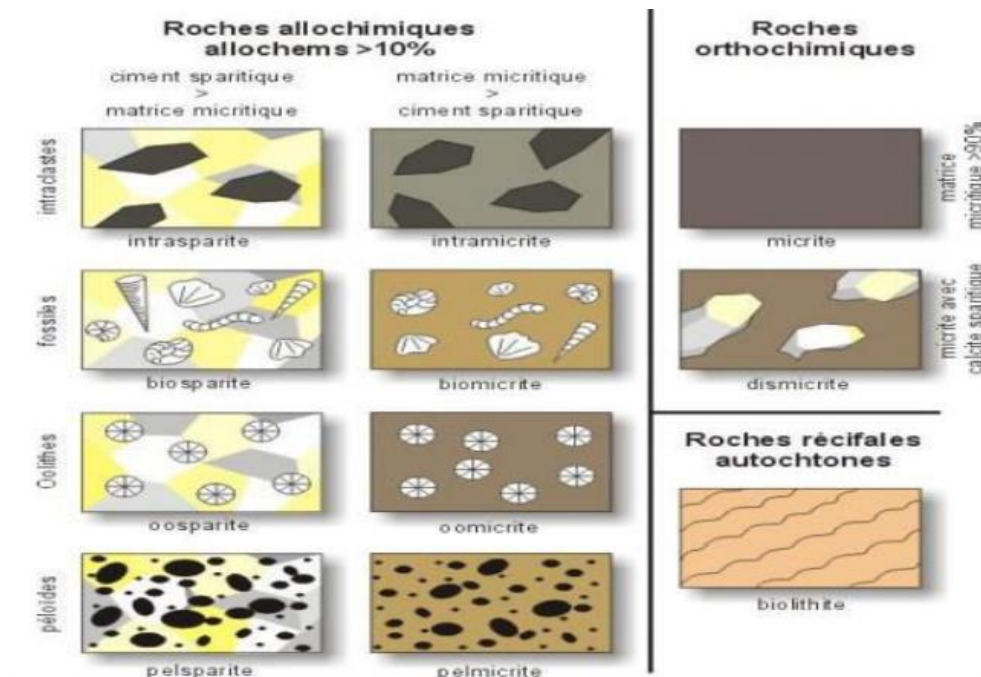 Roches allochimiques
allochems >10%
ciment sparitique
>
matrice micritique
matrice micritique
>
ciment sparitique
intraclastes
intrasparite
intramicrite
fossiles
biosparite
biomicrite
Oolithes
oosparite
oomicrite
péloides
pelsparite
pelmicrite
Roches
orthochimiques
micrite
matrice
micritique >90%
dismicrite
micrite avec
calcite sparitique
Roches récifales
autochtones
biolithite